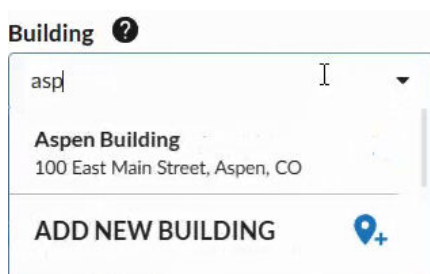 Building ?
asp
Aspen Building
100 East Main Street, Aspen, CO
ADD NEW BUILDING